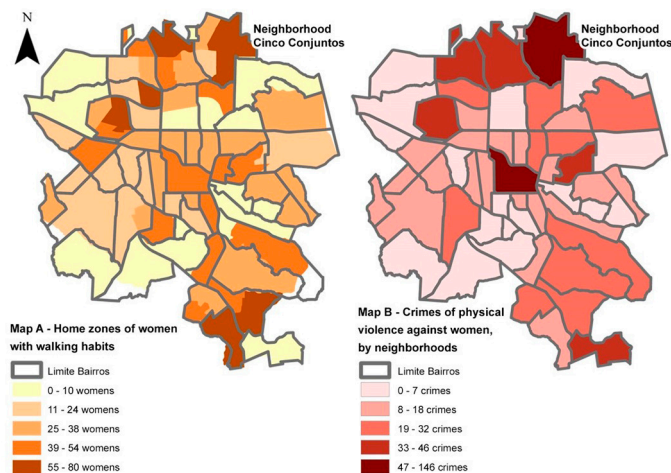 N
Neighborhood
Cinco Conjuntos
Neighborhood
Cinco Conjuntos
Map A - Home zones of women
with walking habits
Limite Bairros
0 - 10 womens
11 - 24 womens
25 - 38 womens
39 - 54 womens
55 - 80 womens
Map B - Crimes of physical
violence against women,
by neighborhoods
Limite Bairros
0 - 7 crimes
8 - 18 crimes
19 - 32 crimes
33 - 46 crimes
47 - 146 crimes